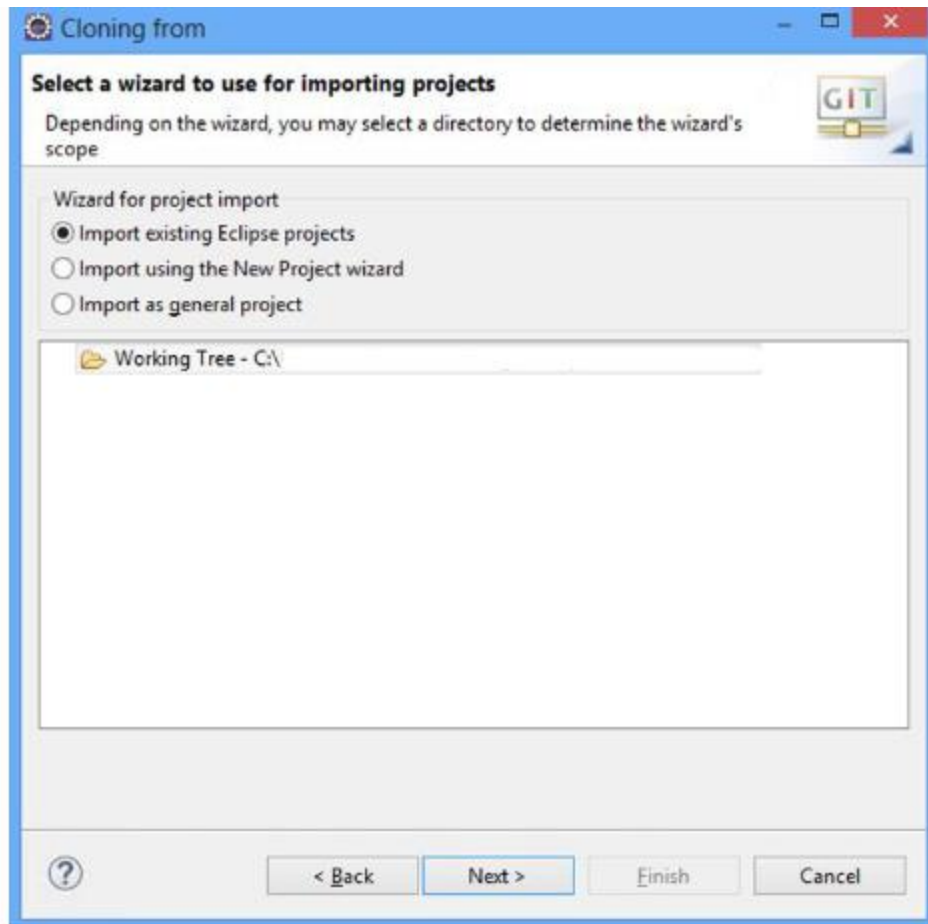 Cloning from
Select a wizard to use for importing projects
GIT
Depending on the wizard, you may select a directory to determine the wizard's
scope
Wizard for project import
Import existing Eclipse projects
Import using the New Project wizard
Import as general project
Working Tree - C:\
?
< Back
Next >
Finish
Cancel